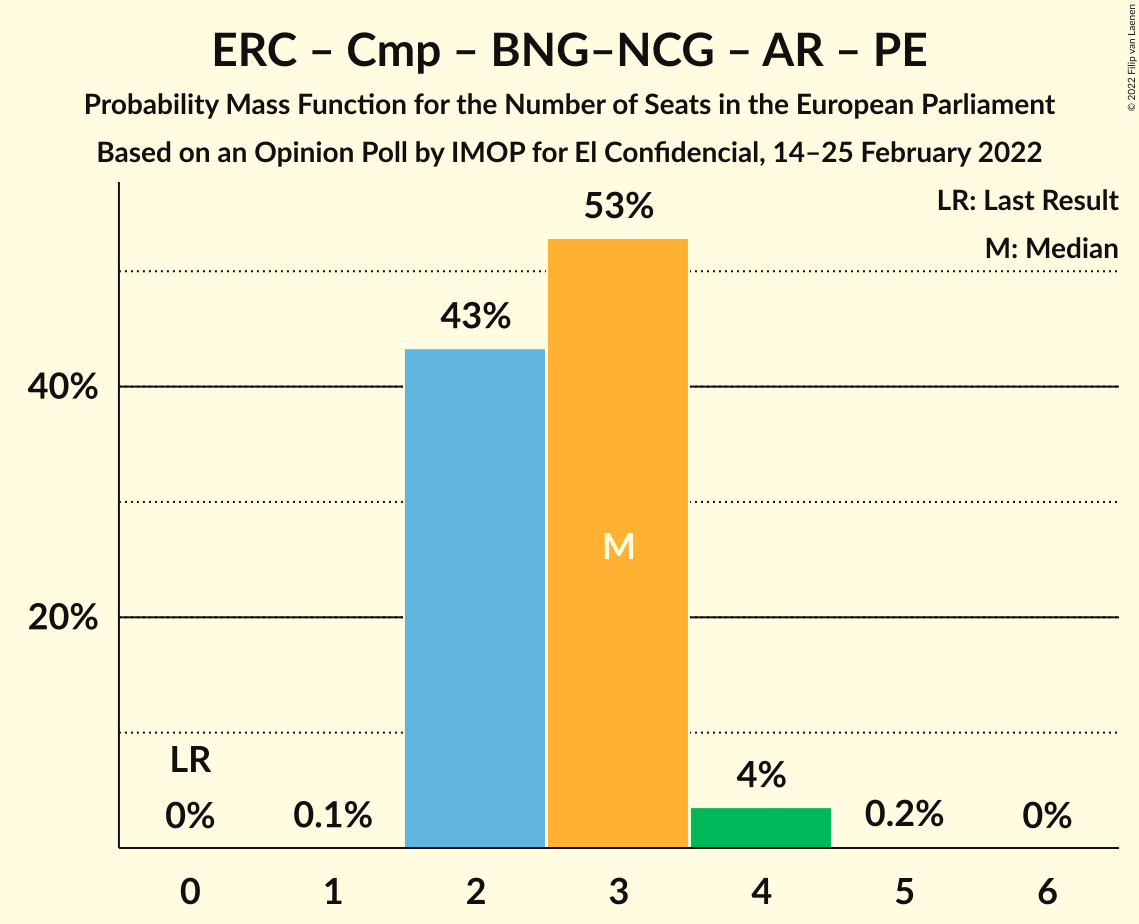 ERC – Cmp – BNG–NCG – AR – PE
Probability Mass Function for the Number of Seats in the European Parliament
Based on an Opinion Poll by IMOP for El Confidencial, 14–25 February 2022
© 2022 Filip van Laenen
LR: Last Result
M: Median
53%
43%
40%
M
20%
LR
4%
0%
0.1%
0.2%
0%
0
1
2
3
4
5
6